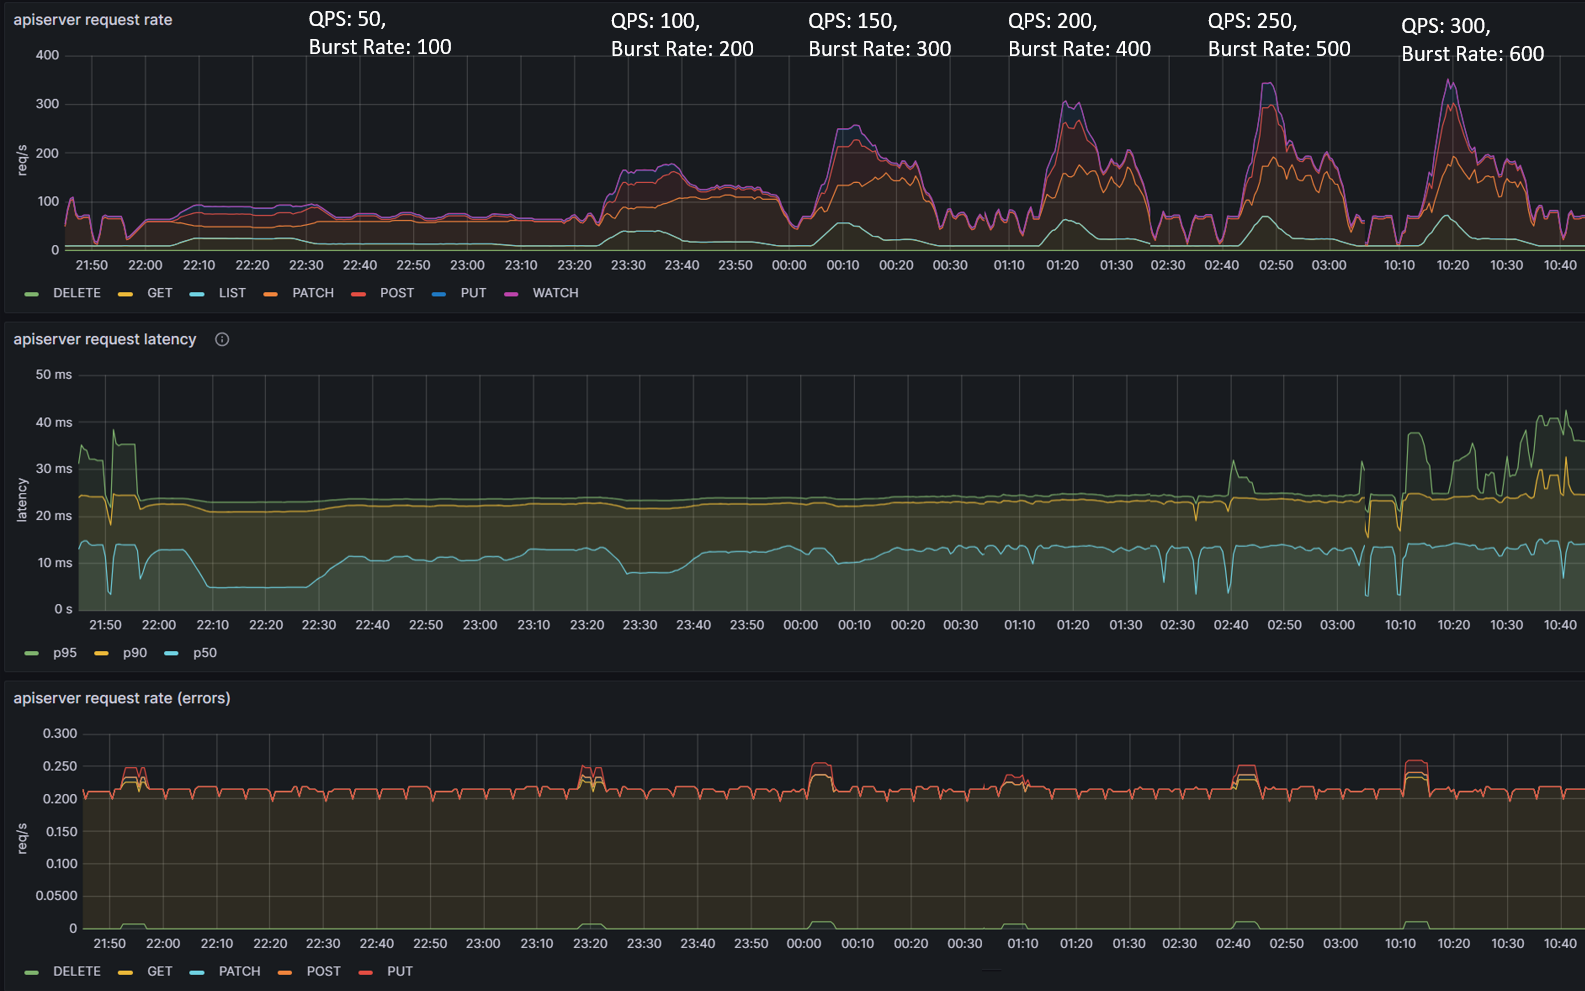 apiserver request rate
QPS: 50,
Burst Rate: 100
QPS: 100,
Burst Rate: 200
QPS: 150,
Burst Rate: 300
QPS: 200,
Burst Rate: 400
QPS: 250,
Burst Rate: 500
QPS: 300,
Burst Rate: 600
400
300
200
100
0
req/s
21:50 22:00 22:10 22:20 22:30 22:40 22:50 23:00 23:10 23:20 23:30 23:40 23:50 00:00 00:10 00:20 00:30 01:10 01:20 01:30 02:30 02:40 02:50 03:00 10:10 10:20 10:30 10:40
DELETE GET LIST PATCH POST PUT WATCH
apiserver request latency
50 ms
40 ms
30 ms
20 ms
10 ms
0 s
latency
21:50 22:00 22:10 22:20 22:30 22:40 22:50 23:00 23:10 23:20 23:30 23:40 23:50 00:00 00:10 00:20 00:30 01:10 01:20 01:30 02:30 02:40 02:50 03:00 10:10 10:20 10:30 10:40
p95 p90 p50
apiserver request rate (errors)
0.300
0.250
0.200
0.150
0.100
0.0500
0
req/s
21:50 22:00 22:10 22:20 22:30 22:40 22:50 23:00 23:10 23:20 23:30 23:40 23:50 00:00 00:10 00:20 00:30 01:10 01:20 01:30 02:30 02:40 02:50 03:00 10:10 10:20 10:30 10:40
DELETE GET PATCH POST PUT